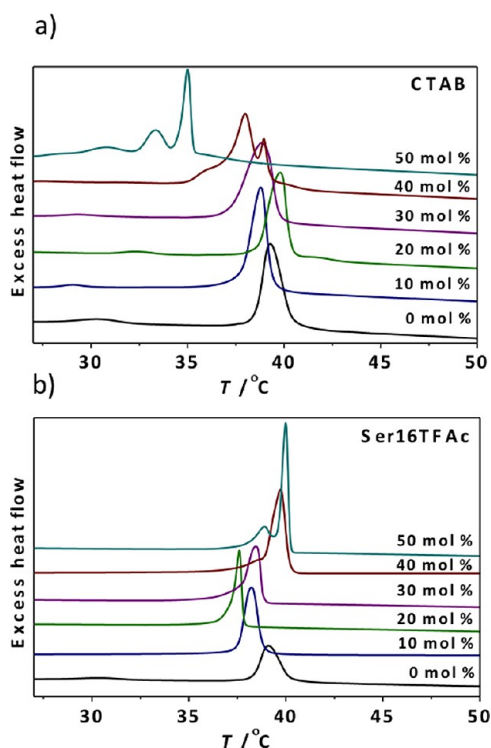 a)
CTAB
50 mol %
40 mol %
30 mol %
20 mol %
10 mol %
0 mol %
Excess heat flow
30 35 40 45 50
T / °C
b)
Ser16TFAc
50 mol %
40 mol %
30 mol %
20 mol %
10 mol %
0 mol %
Excess heat flow
30 35 40 45 50
T / °C